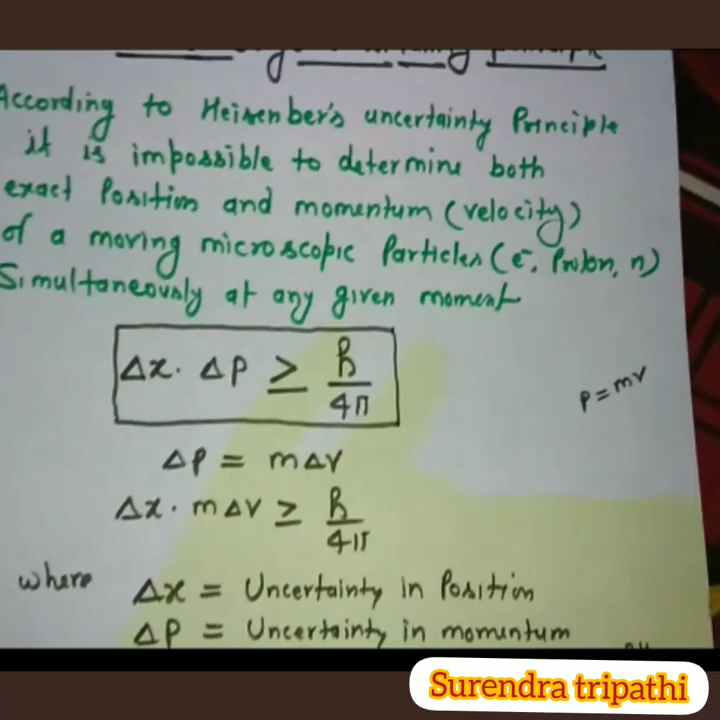 According to Heisenber's uncertainty Principle
it is impossible to determine both
exact Position and momentum (velocity)
of a moving microscopic Particles (e⁻, Proton, n)
Simultaneously at any given moment
Δx · ΔP ≥ h/4π
P = mv
ΔP = mΔV
Δx · mΔV ≥ h/4π
where Δx = Uncertainty in Position
ΔP = Uncertainty in momentum
Surendra tripathi